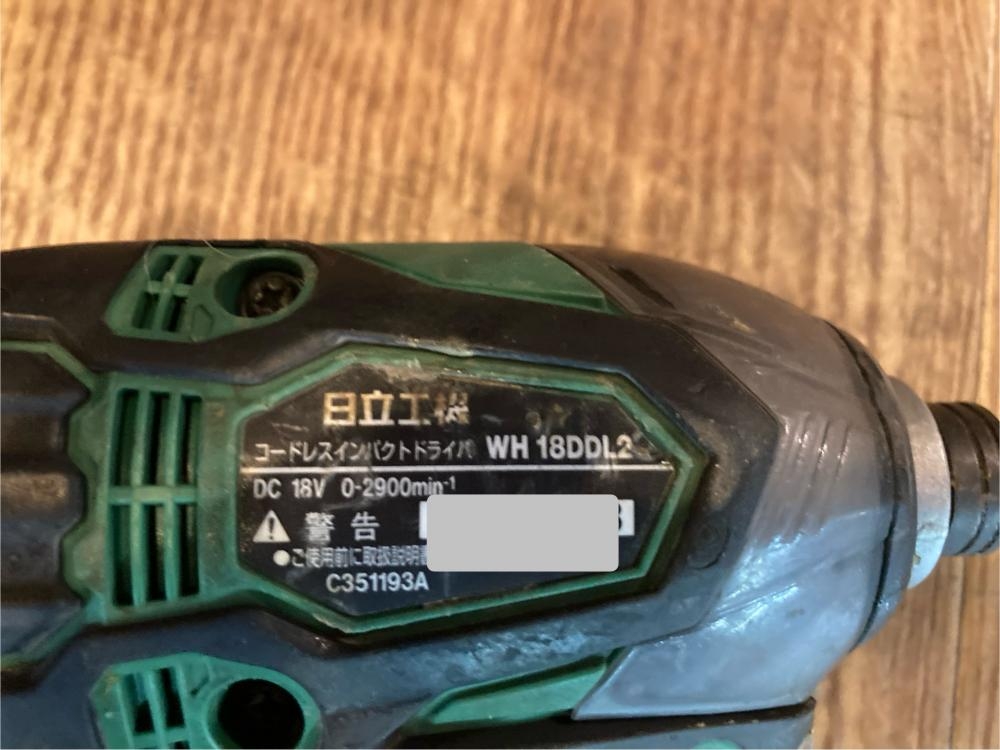 日立工機
コードレスインパクトドライバ WH 18DDL2
DC 18V 0-2900min⁻¹
警告
●ご使用前に取扱説明
C351193A